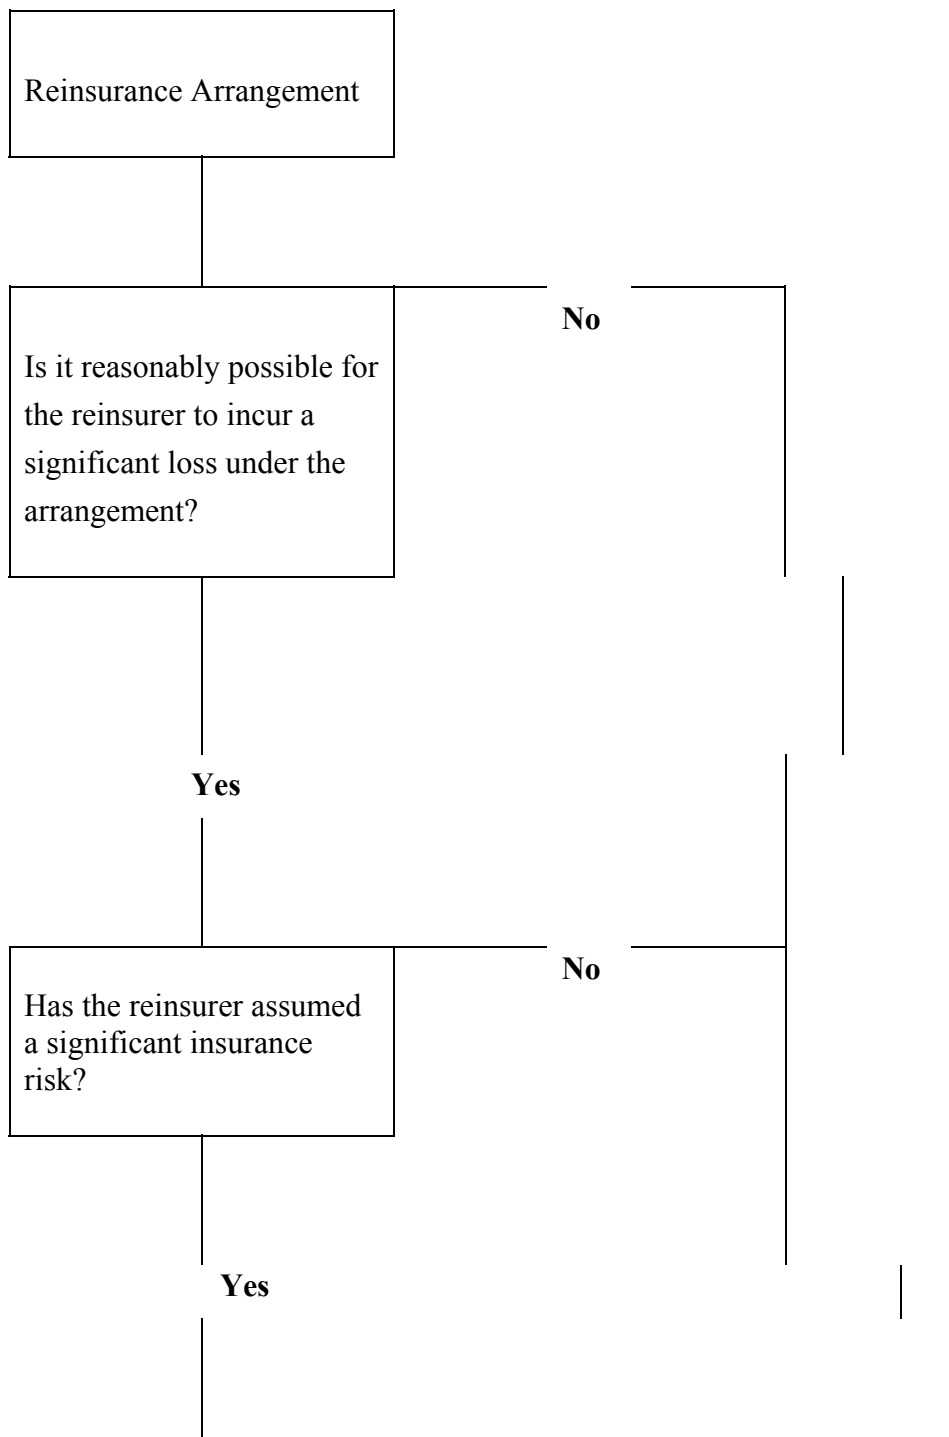 Reinsurance Arrangement
No
Is it reasonably possible for
the reinsurer to incur a
significant loss under the
arrangement?
Yes
No
Has the reinsurer assumed
a significant insurance
risk?
Yes